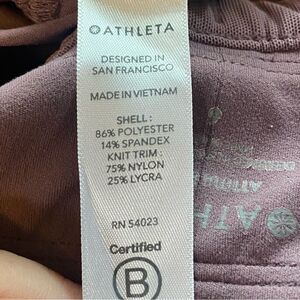 ATHLETA
DESIGNED IN
SAN FRANCISCO
MADE IN VIETNAM
SHELL :
86% POLYESTER
14% SPANDEX
KNIT TRIM :
75% NYLON
25% LYCRA
RN 54023
Certified
B
ATH